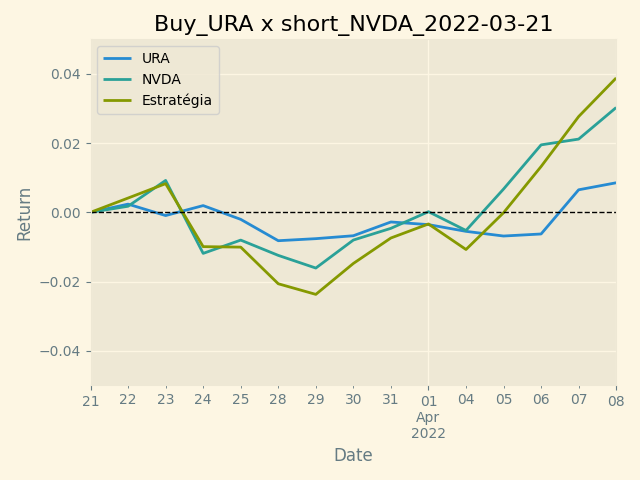 Buy_URA x short_NVDA_2022-03-21
URA
NVDA
Estratégia
Return
0.04
0.02
0.00
−0.02
−0.04
21 22 23 24 25 28 29 30 31 01 04 05 06 07 08
Apr
2022
Date